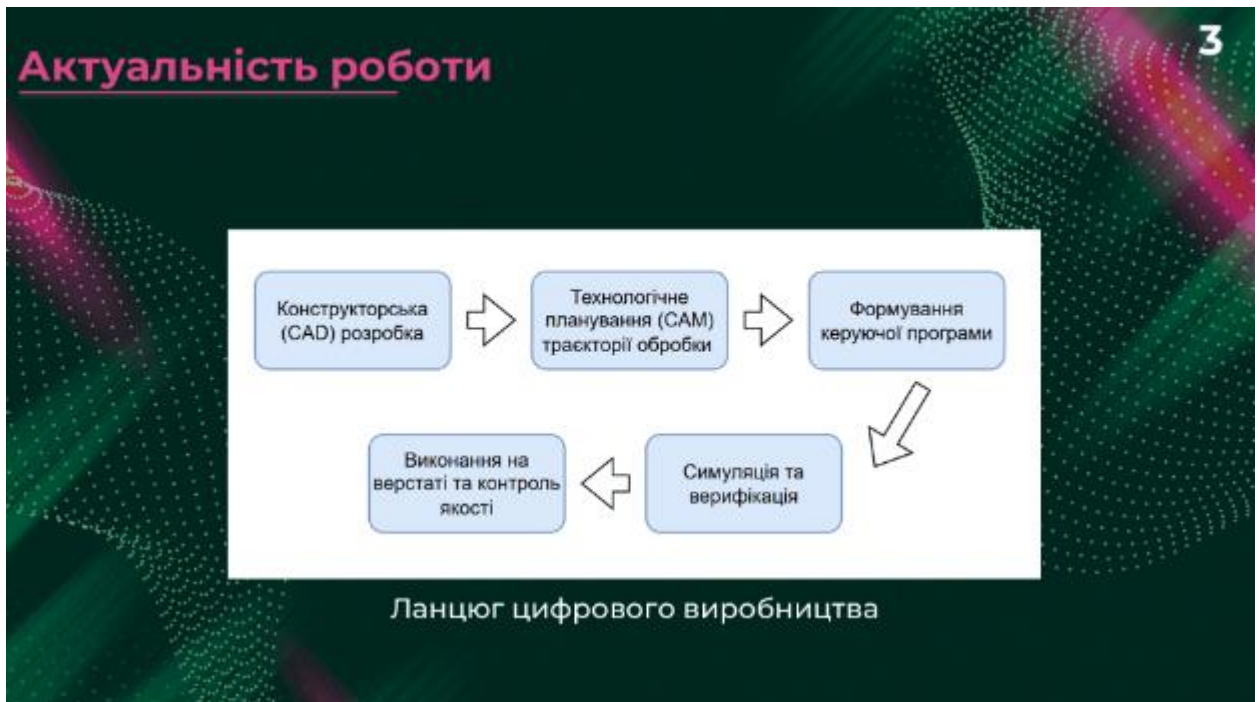 Актуальність роботи
3
Конструкторська
(CAD) розробка
Технологічне
планування (CAM)
траєкторії обробки
Формування
керуючої програми
Симуляція та
верифікація
Виконання на
верстаті та контроль
якості
Ланцюг цифрового виробництва